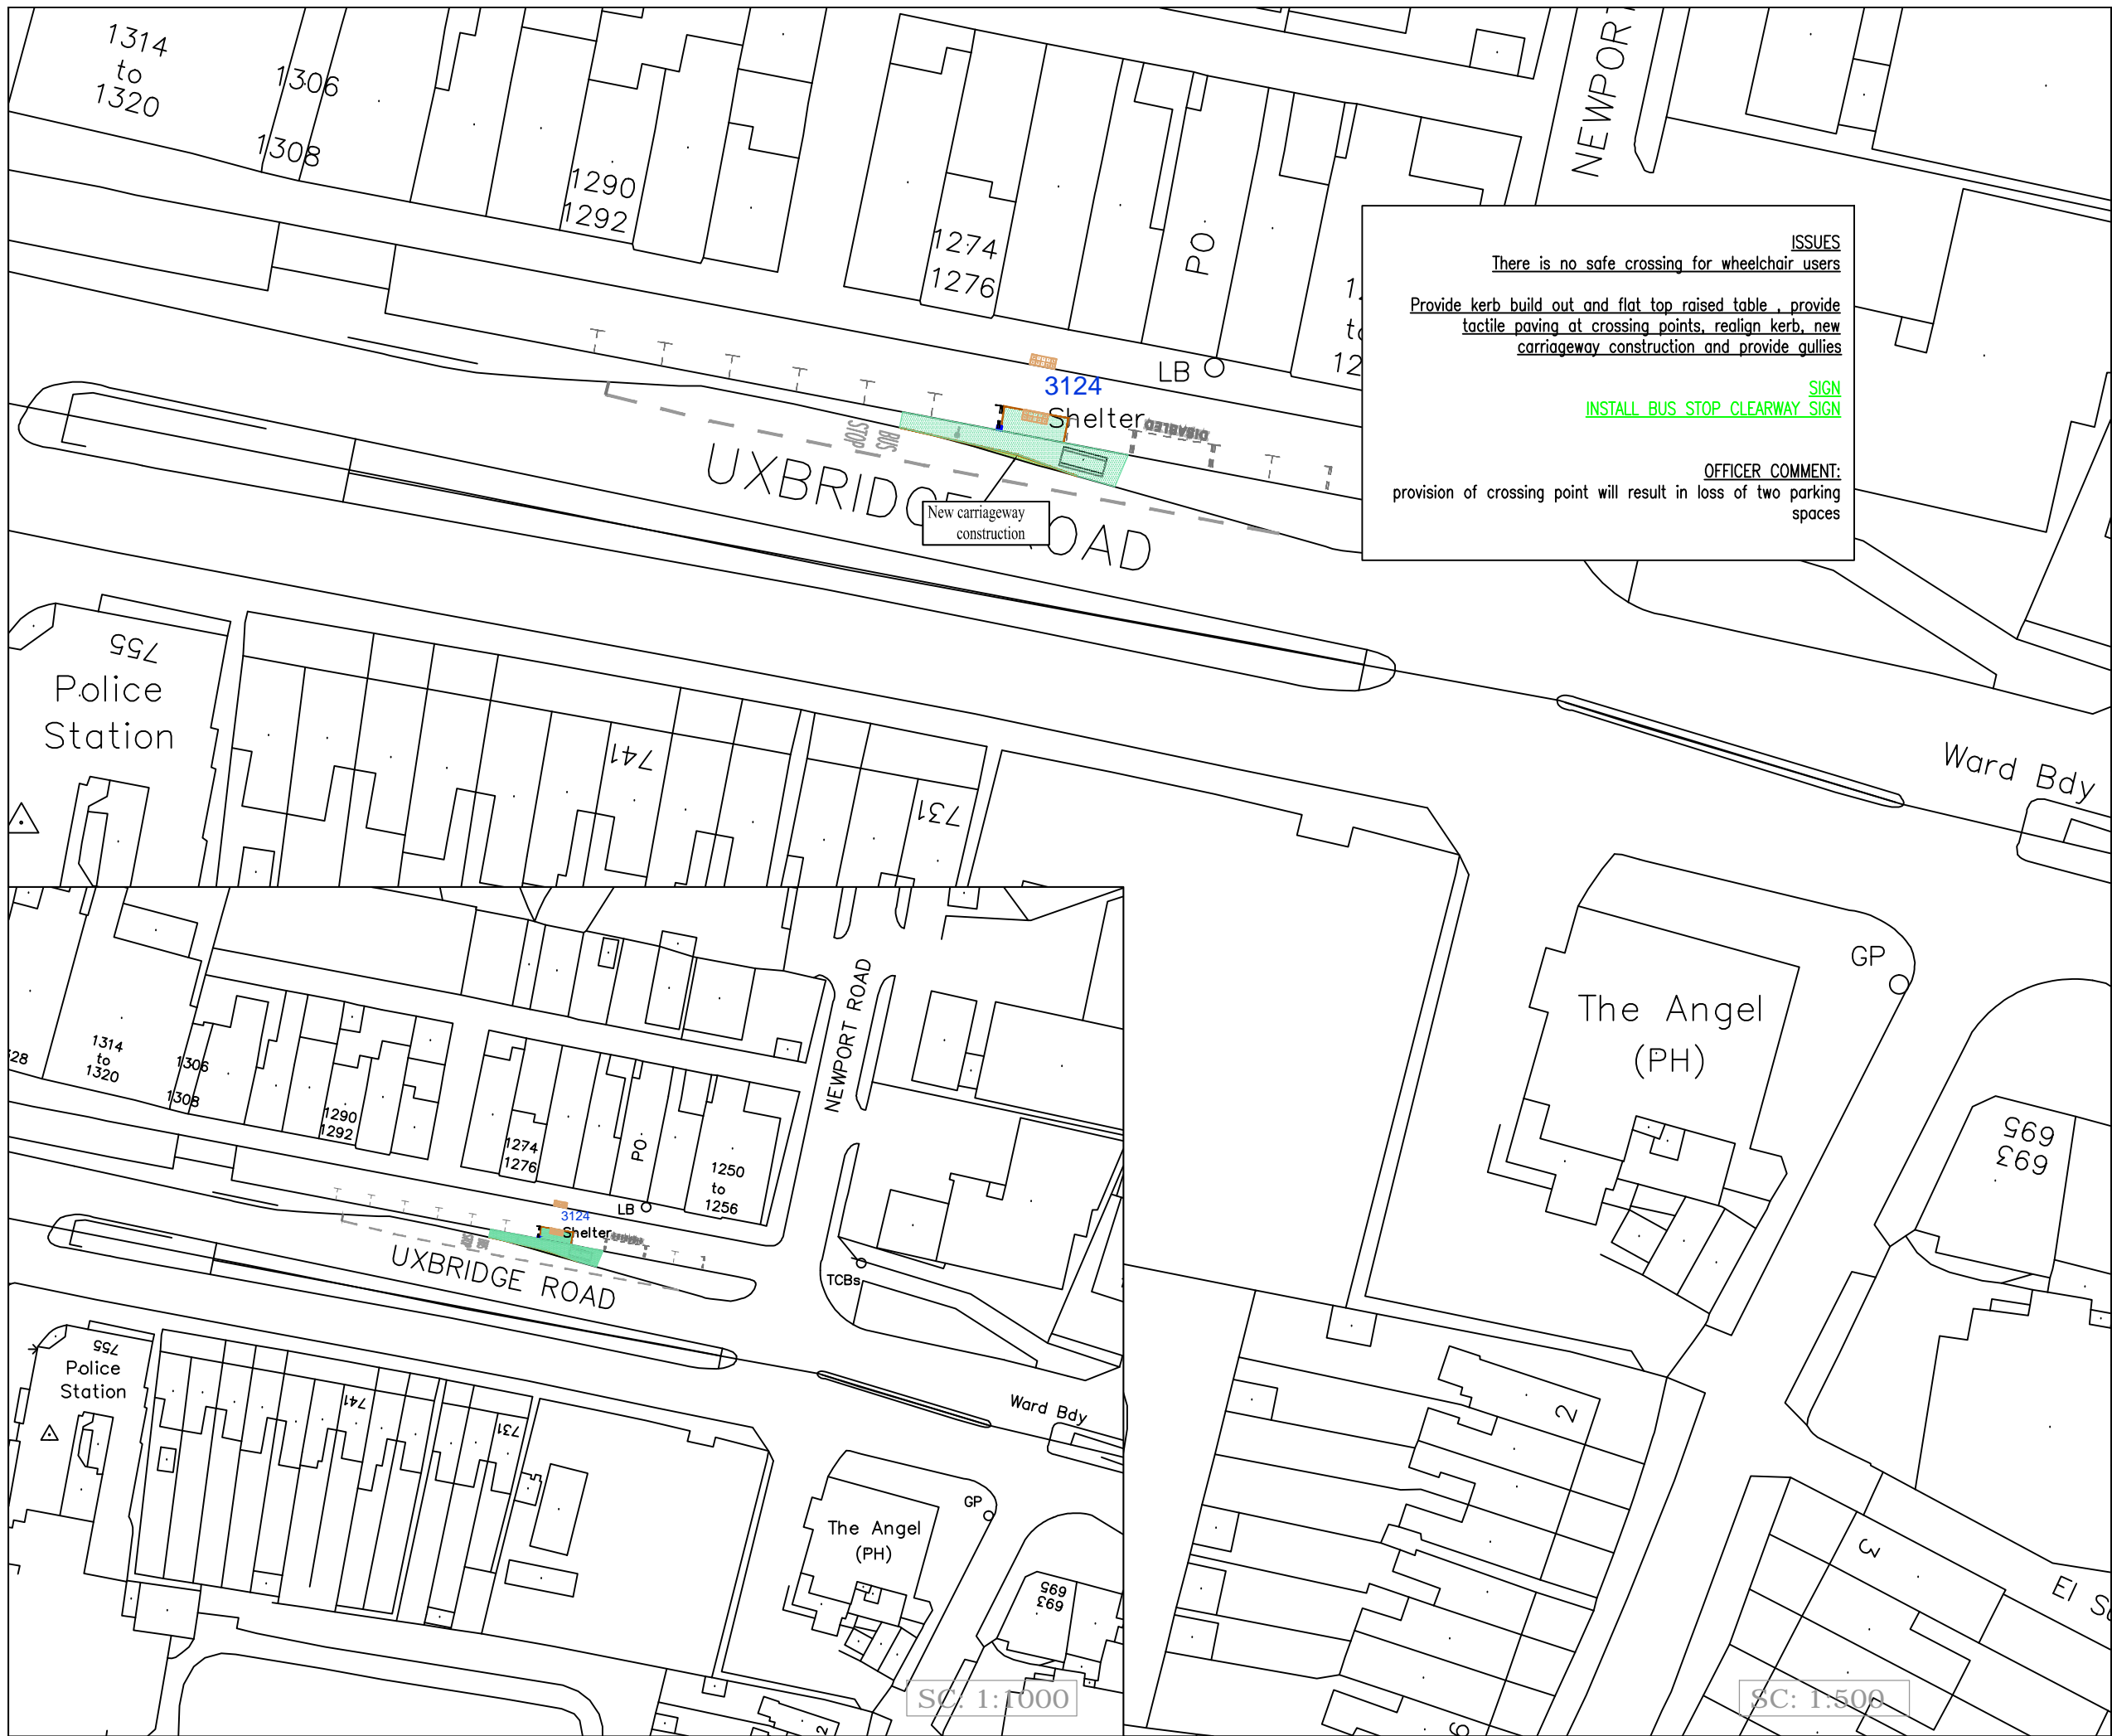 1314
to
1320
1306
1308
1290
1292
1274
1276
PO
LB
3124
Shelter
DISABLED
BUS
STOP
UXBRIDGE ROAD
New carriageway
construction
ISSUES
There is no safe crossing for wheelchair users
Provide kerb build out and flat top raised table , provide
tactile paving at crossing points, realign kerb, new
carriageway construction and provide gullies
SIGN
INSTALL BUS STOP CLEARWAY SIGN
OFFICER COMMENT:
provision of crossing point will result in loss of two parking
spaces
755
Police
Station
741
731
Ward Bdy
GP
The Angel
(PH)
695
693
2
3
SC: 1:500
1314
to
1320
1306
1308
1290
1292
1274
1276
PO
1250
to
1256
NEWPORT ROAD
LB
3124
Shelter
UXBRIDGE ROAD
TCBs
755
Police
Station
741
731
Ward Bdy
GP
The Angel
(PH)
695
693
2
SC: 1:1000